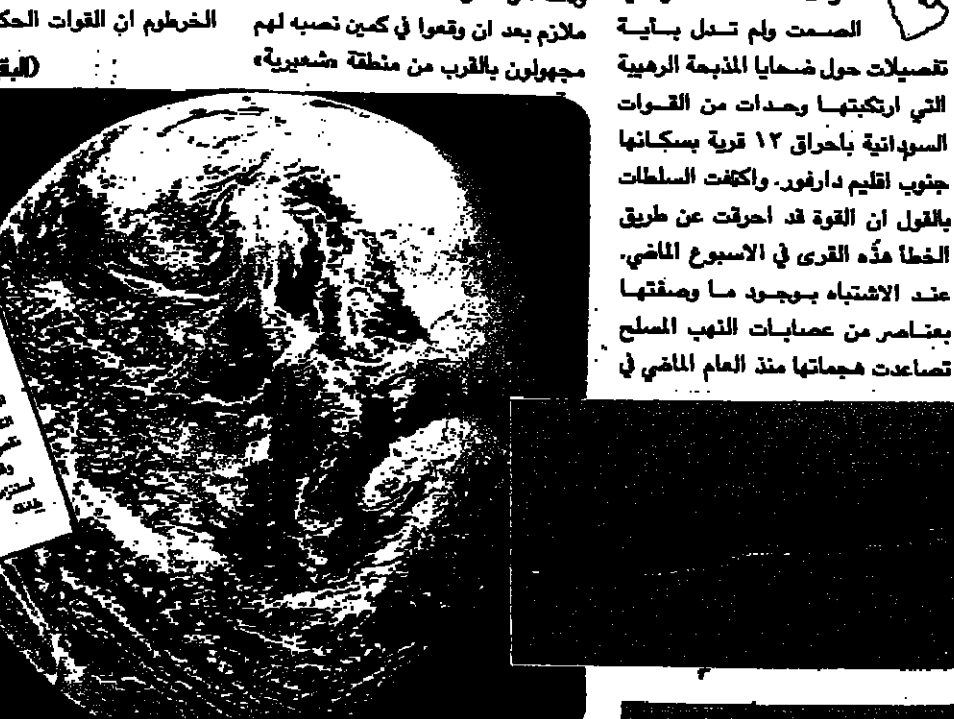 الصمت ولم تدل بأية
تفصيلات حول ضحايا المذبحة الرهيبة
التي ارتكبتها وحدات من القوات
السودانية باحراق ١٢ قرية بسكانها
جنوب اقليم دارفور. واكتفت السلطات
بالقول ان القوة قد احرقت عن طريق
الخطأ هذه القرى في الاسبوع الماضي.
عند الاشتباه بوجود ما وصفتها
بعناصر من عصابات النهب المسلح
تصاعدت هجماتها منذ العام الماضي في
ملازم بعد ان وقعوا في كمين نصبه لهم
مجهولون بالقرب من منطقة «شعيرية»
الخرطوم ان القوات